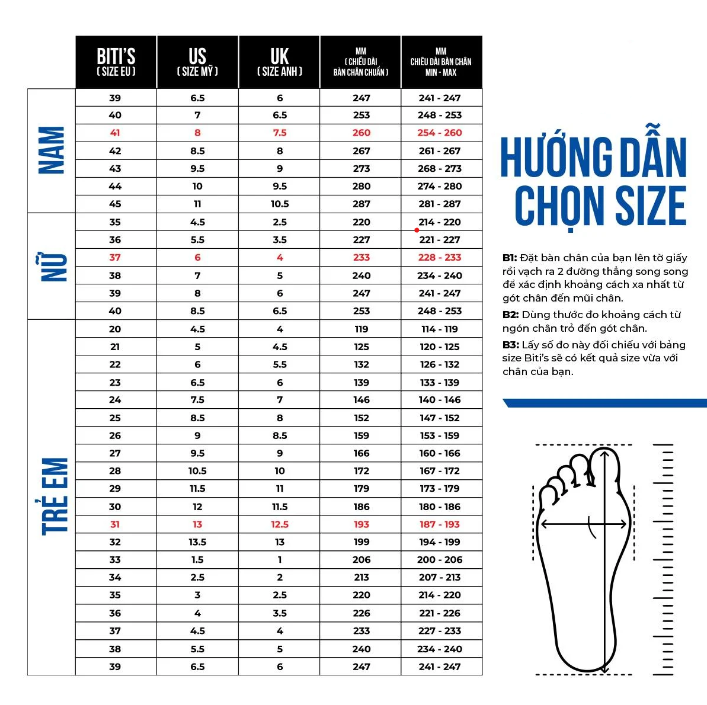 BITI'S US UK MM MM
( SIZE EU ) ( SIZE MỸ ) ( SIZE ANH ) ( CHIỀU DÀI CHIỀU DÀI BÀN CHÂN
BÀN CHÂN CHUẨN ) MIN - MAX
NAM
39 6.5 6 247 241 - 247
40 7 6.5 253 248 - 253
41 8 7.5 260 254 - 260
42 8.5 8 267 261 - 267
43 9.5 9 273 268 - 273
44 10 9.5 280 274 - 280
45 11 10.5 287 281 - 287
NỮ
35 4.5 2.5 220 214 - 220
36 5.5 3.5 227 221 - 227
37 6 4 233 228 - 233
38 7 5 240 234 - 240
39 8 6 247 241 - 247
40 8.5 6.5 253 248 - 253
TRẺ EM
20 4.5 4 119 114 - 119
21 5 4.5 125 120 - 125
22 6 5.5 132 126 - 132
23 6.5 6 139 133 - 139
24 7.5 7 146 140 - 146
25 8.5 8 152 147 - 152
26 9 8.5 159 153 - 159
27 9.5 9 166 160 - 166
28 10.5 10 172 167 - 172
29 11.5 11 179 173 - 179
30 12 11.5 186 180 - 186
31 13 12.5 193 187 - 193
32 13.5 13 199 194 - 199
33 1.5 1 206 200 - 206
34 2.5 2 213 207 - 213
35 3 2.5 220 214 - 220
36 4 3.5 226 221 - 226
37 4.5 4 233 227 - 233
38 5.5 5 240 234 - 240
39 6.5 6 247 241 - 247
HƯỚNG DẪN
CHỌN SIZE
B1: Đặt bàn chân của bạn lên tờ giấy
rồi vạch ra 2 đường thẳng song song
để xác định khoảng cách xa nhất từ
gót chân đến mũi chân.
B2: Dùng thước đo khoảng cách từ
ngón chân trỏ đến gót chân.
B3: Lấy số đo này đối chiếu với bảng
size Biti's sẽ có kết quả size vừa với
chân của bạn.